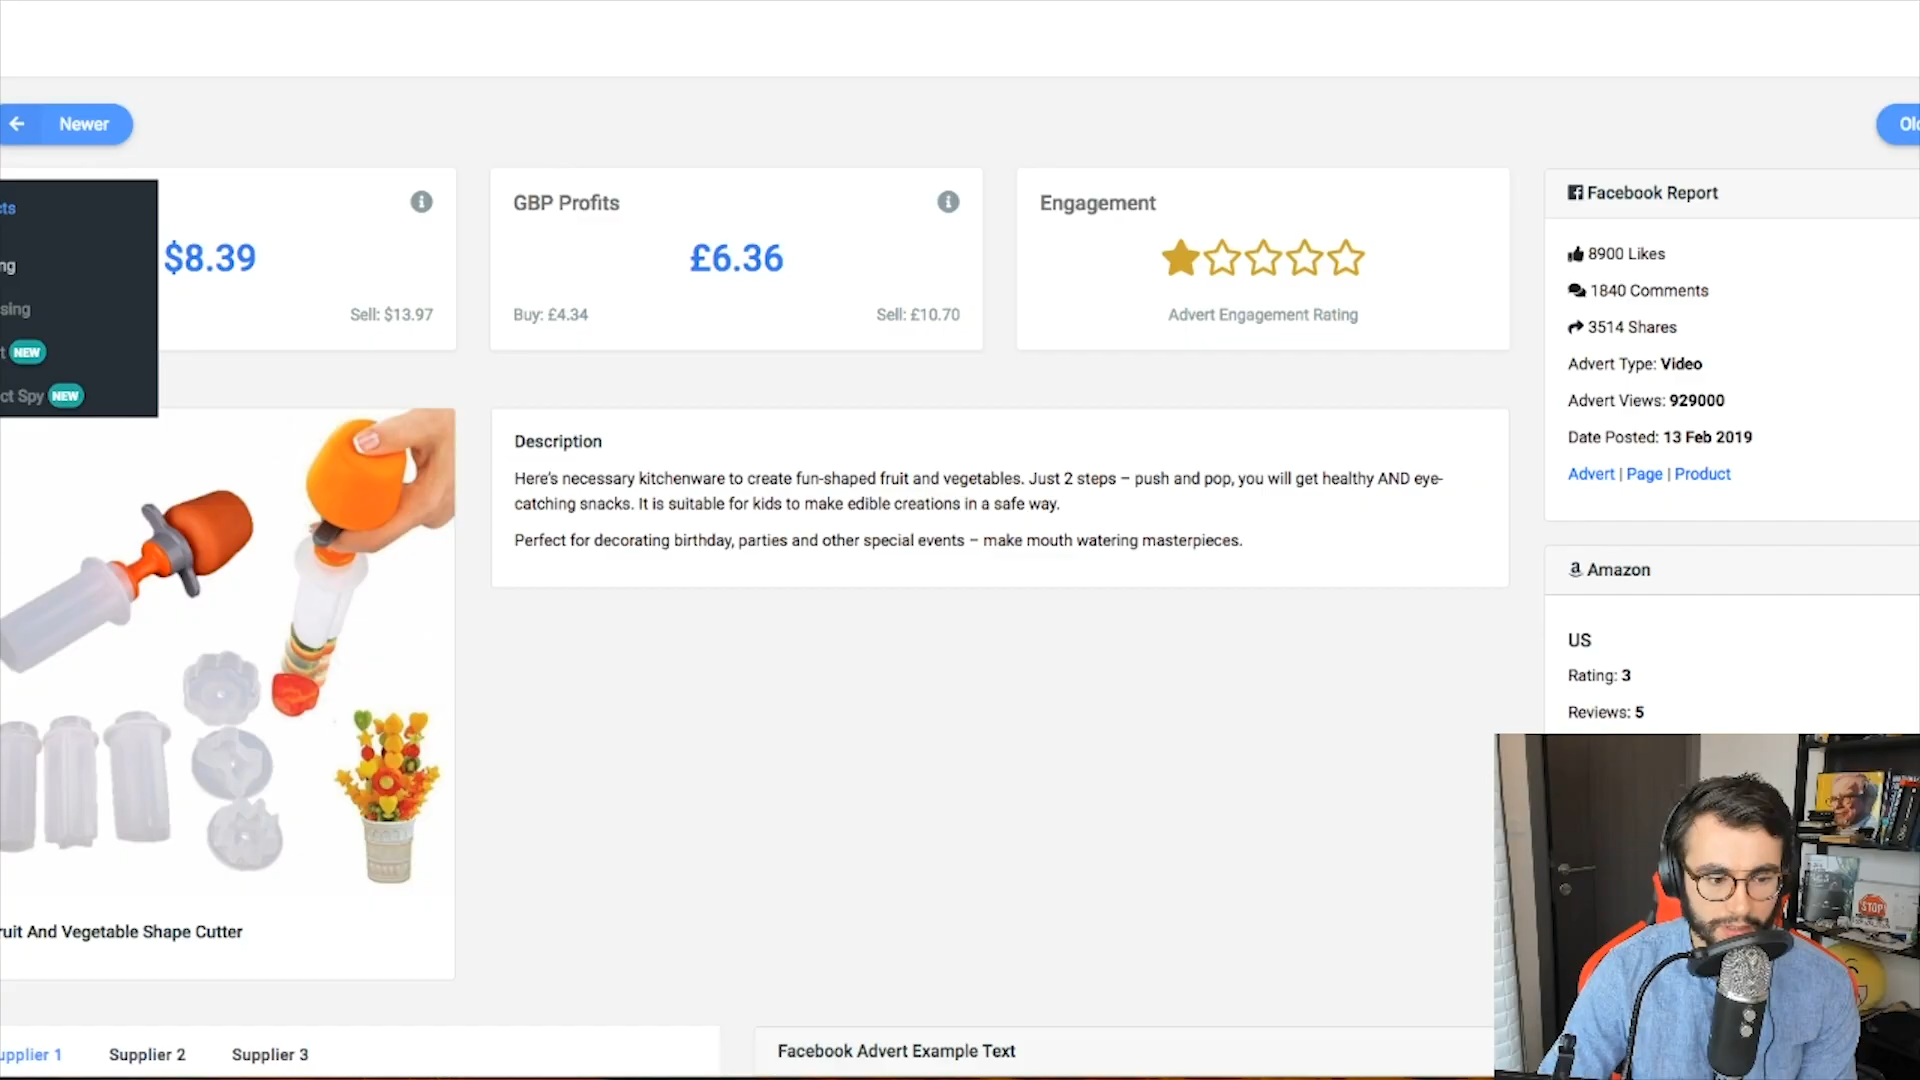 Newer
$8.39
Sell: $13.97
NEW
ct Spy NEW
GBP Profits
£6.36
Buy: £4.34
Sell: £10.70
Engagement
Advert Engagement Rating
Facebook Report
8900 Likes
1840 Comments
3514 Shares
Advert Type: Video
Advert Views: 929000
Date Posted: 13 Feb 2019
Advert | Page | Product
Description
Here's necessary kitchenware to create fun-shaped fruit and vegetables. Just 2 steps – push and pop, you will get healthy AND eye-
catching snacks. It is suitable for kids to make edible creations in a safe way.
Perfect for decorating birthday, parties and other special events – make mouth watering masterpieces.
Amazon
US
Rating: 3
Reviews: 5
ruit And Vegetable Shape Cutter
upplier 1
Supplier 2
Supplier 3
Facebook Advert Example Text
STOP